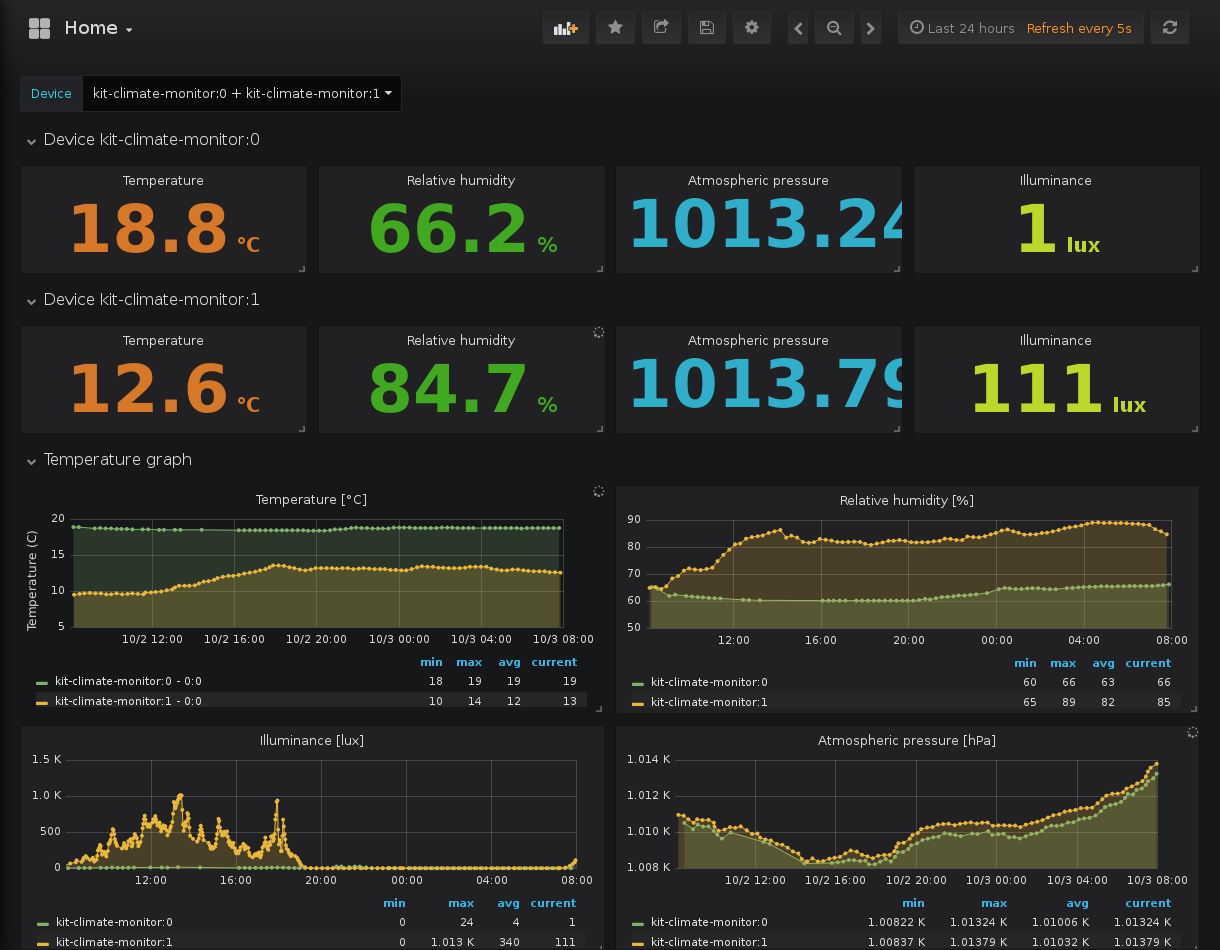 Home
Last 24 hours Refresh every 5s
Device kit-climate-monitor:0 + kit-climate-monitor:1
Device kit-climate-monitor:0
Temperature Relative humidity Atmospheric pressure Illuminance
18.8 °C 66.2 % 1013.24 1 lux
Device kit-climate-monitor:1
Temperature Relative humidity Atmospheric pressure Illuminance
12.6 °C 84.7 % 1013.79 111 lux
Temperature graph
Temperature [°C]
Temperature (C)
20
15
10
5
10/2 12:00 10/2 16:00 10/2 20:00 10/3 00:00 10/3 04:00 10/3 08:00
min max avg current
kit-climate-monitor:0 - 0:0 18 19 19 19
kit-climate-monitor:1 - 0:0 10 14 12 13
Relative humidity [%]
90
80
70
60
50
12:00 16:00 20:00 00:00 04:00 08:00
min max avg current
kit-climate-monitor:0 60 66 63 66
kit-climate-monitor:1 65 89 82 85
Illuminance [lux]
1.5 K
1.0 K
500
0
12:00 16:00 20:00 00:00 04:00 08:00
min max avg current
kit-climate-monitor:0 0 24 4 1
kit-climate-monitor:1 0 1.013 K 340 111
Atmospheric pressure [hPa]
1.014 K
1.012 K
1.010 K
1.008 K
10/2 12:00 10/2 16:00 10/2 20:00 10/3 00:00 10/3 04:00 10/3 08:00
min max avg current
kit-climate-monitor:0 1.00822 K 1.01324 K 1.01006 K 1.01324 K
kit-climate-monitor:1 1.00837 K 1.01379 K 1.01032 K 1.01379 K